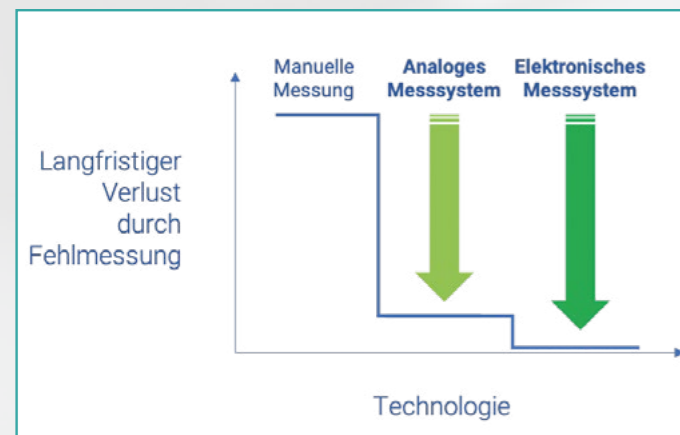 Manuelle
Messung
Analoges
Messsystem
Elektronisches
Messsystem
Langfristiger
Verlust
durch
Fehlmessung
Technologie